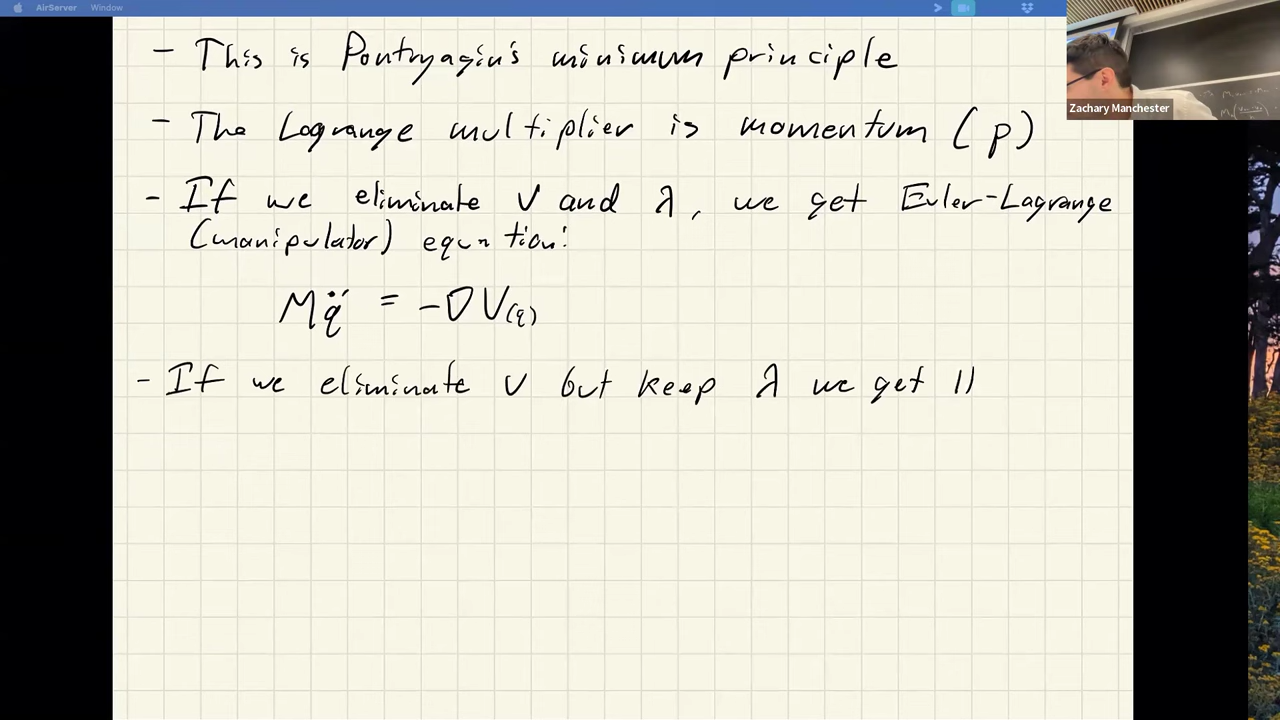 AirServer Window
- This is Pontryagin's minimum principle
- The Lagrange multiplier is momentum (p)
- If we eliminate v and λ, we get Euler-Lagrange
(manipulator) equation:
Mq̈ = -∇V(q)
- If we eliminate v but keep λ we get
Zachary Manchester